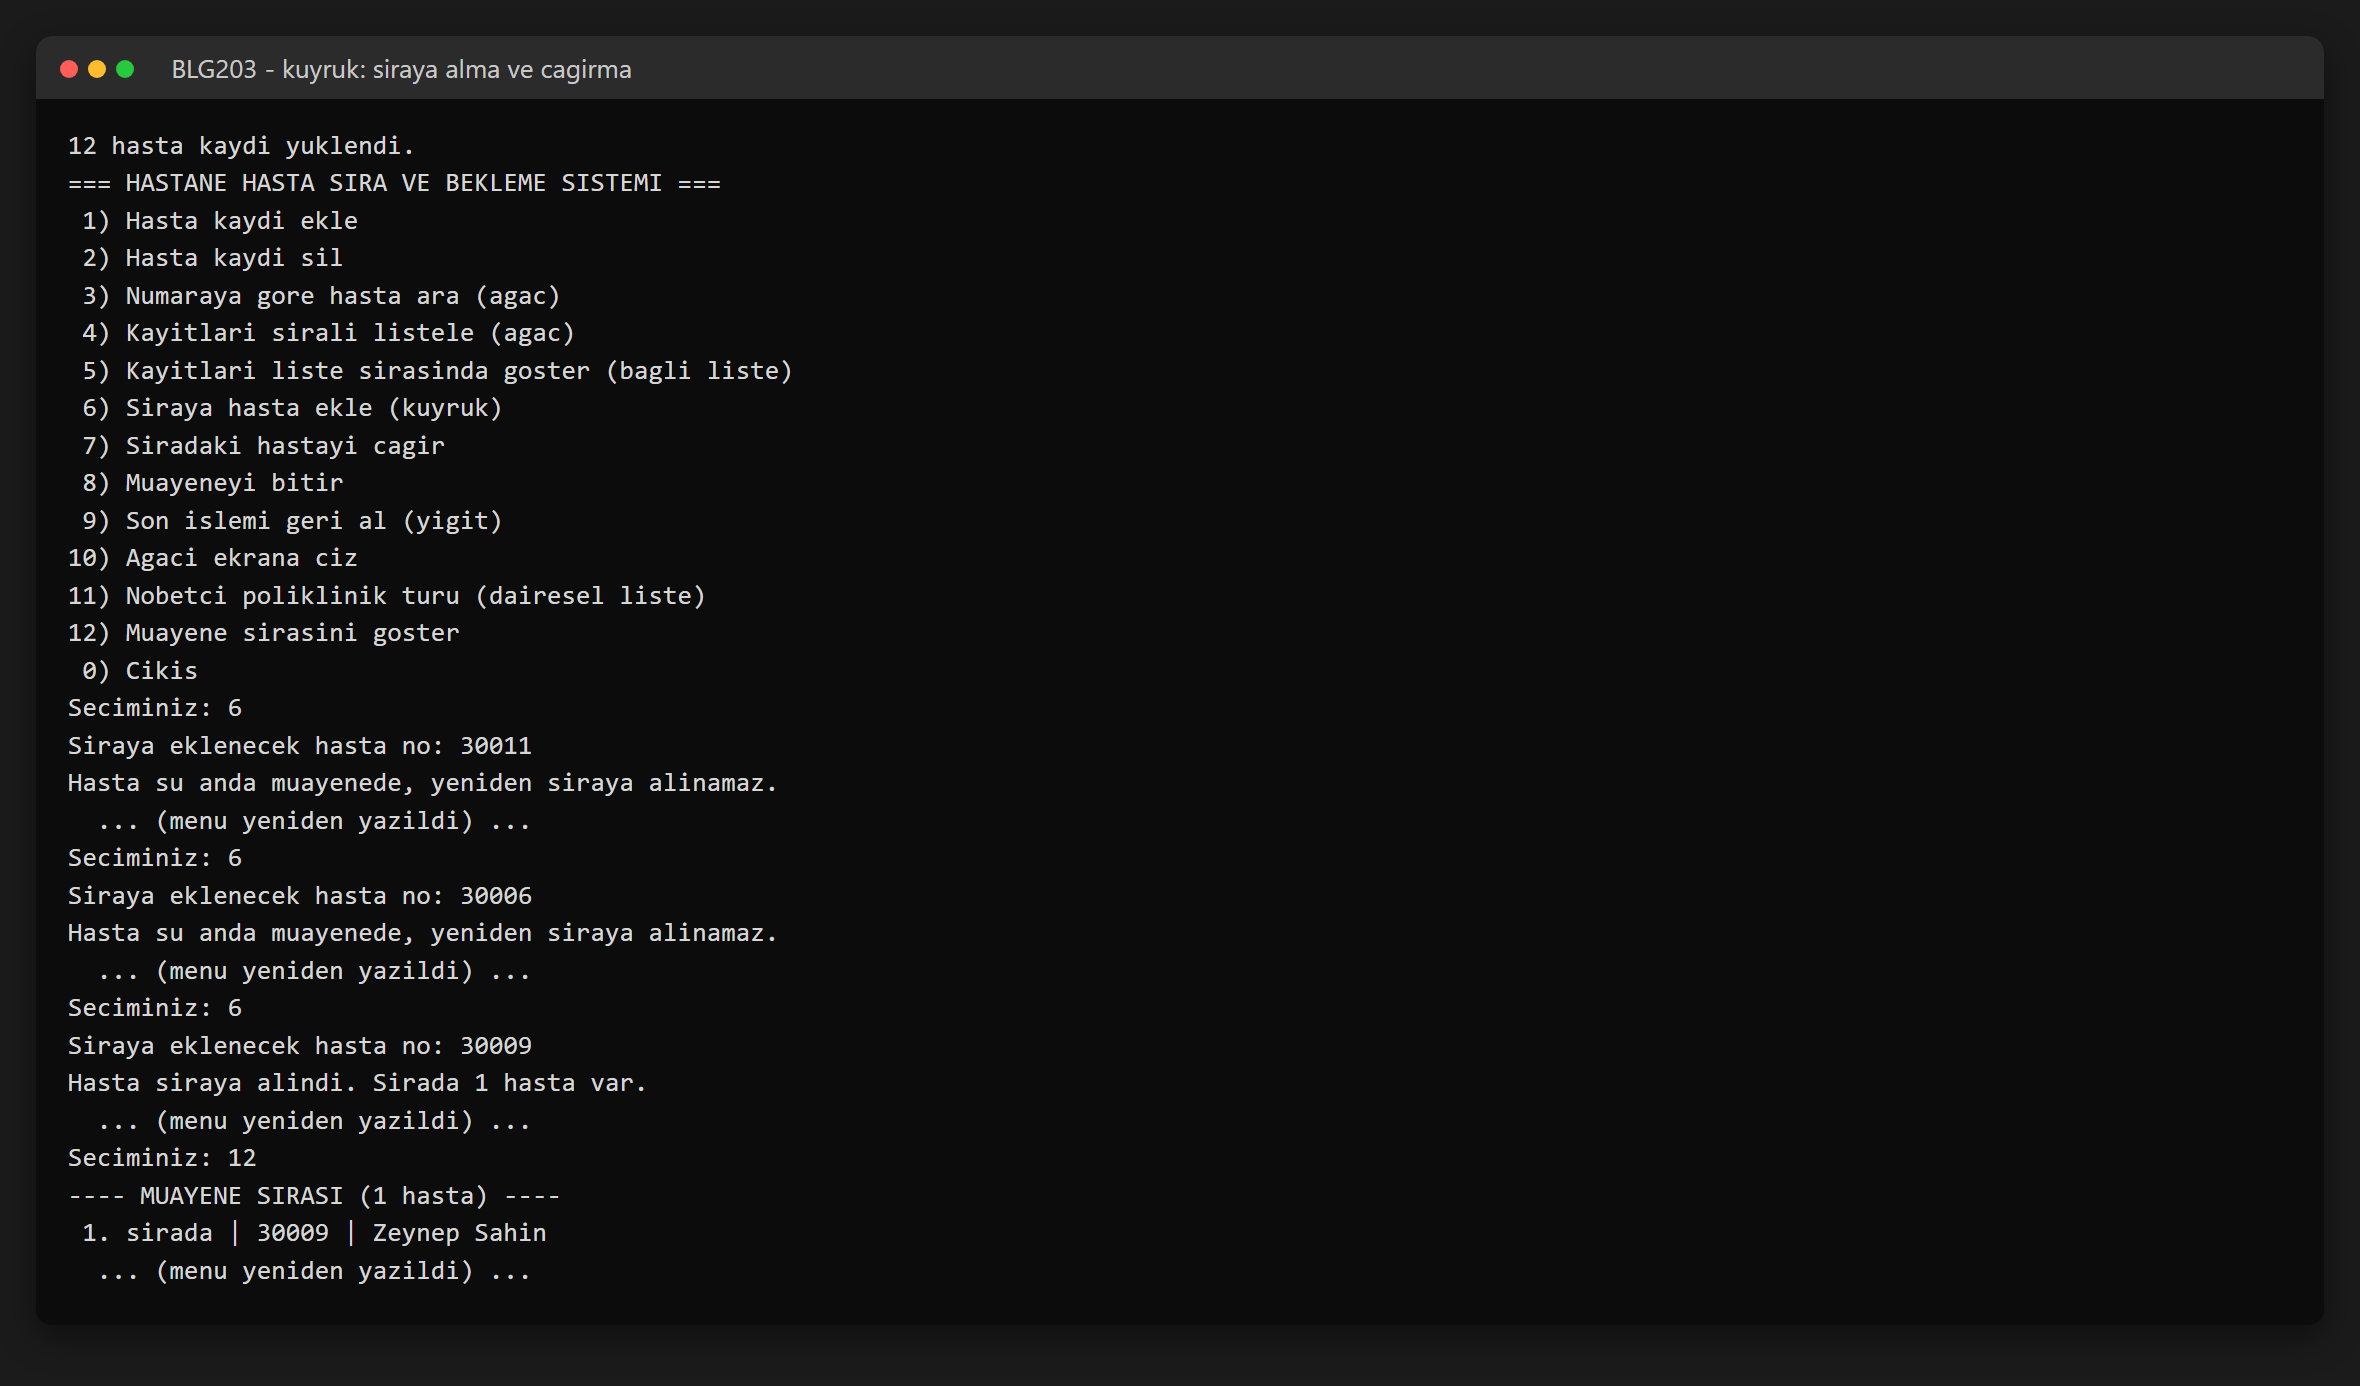 BLG203 - kuyruk: siraya alma ve cagirma
12 hasta kaydi yuklendi.
=== HASTANE HASTA SIRA VE BEKLEME SISTEMI ===
 1) Hasta kaydi ekle
 2) Hasta kaydi sil
 3) Numaraya gore hasta ara (agac)
 4) Kayitlari sirali listele (agac)
 5) Kayitlari liste sirasinda goster (bagli liste)
 6) Siraya hasta ekle (kuyruk)
 7) Siradaki hastayi cagir
 8) Muayeneyi bitir
 9) Son islemi geri al (yigit)
10) Agaci ekrana ciz
11) Nobetci poliklinik turu (dairesel liste)
12) Muayene sirasini goster
 0) Cikis
Seciminiz: 6
Siraya eklenecek hasta no: 30011
Hasta su anda muayenede, yeniden siraya alinamaz.
  ... (menu yeniden yazildi) ...
Seciminiz: 6
Siraya eklenecek hasta no: 30006
Hasta su anda muayenede, yeniden siraya alinamaz.
  ... (menu yeniden yazildi) ...
Seciminiz: 6
Siraya eklenecek hasta no: 30009
Hasta siraya alindi. Sirada 1 hasta var.
  ... (menu yeniden yazildi) ...
Seciminiz: 12
---- MUAYENE SIRASI (1 hasta) ----
 1. sirada | 30009 | Zeynep Sahin
  ... (menu yeniden yazildi) ...